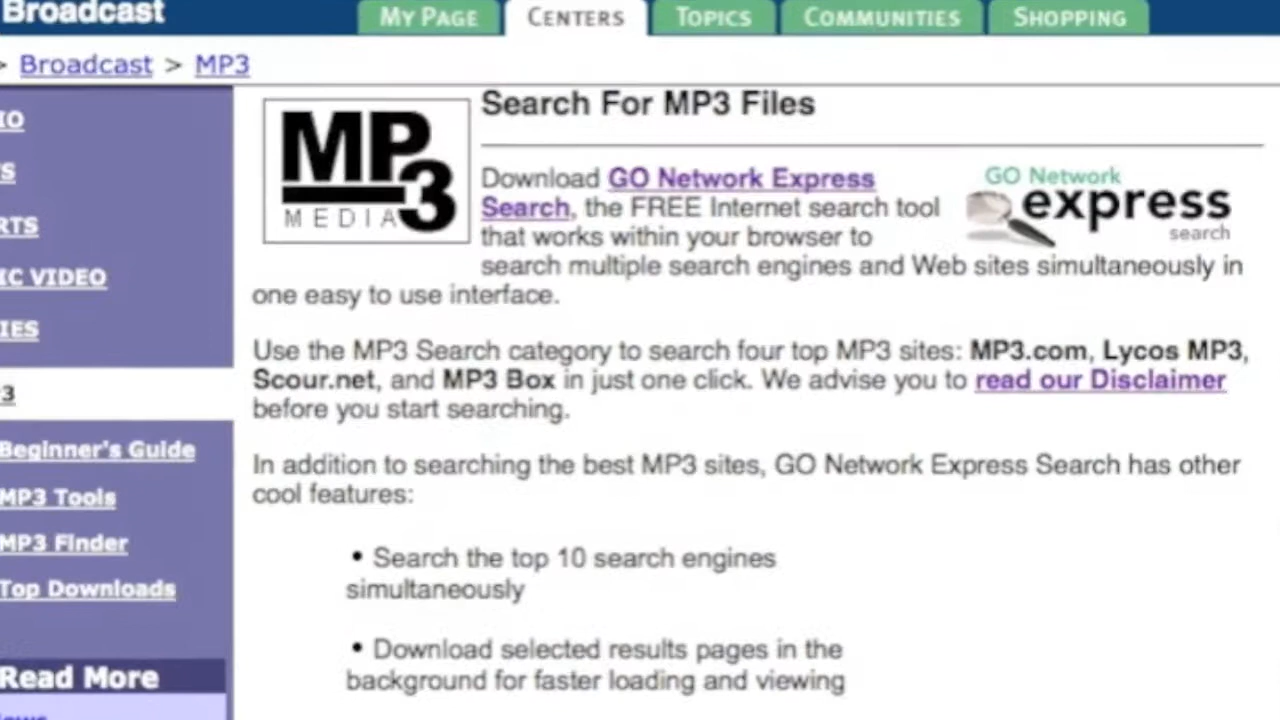 Broadcast
MY PAGE
CENTERS
TOPICS
COMMUNITIES
SHOPPING
> Broadcast > MP3
IO
S
RTS
IC VIDEO
IES
3
Beginner's Guide
MP3 Tools
MP3 Finder
Top Downloads
Read More
MP3
MEDIA
Search For MP3 Files
Download GO Network Express
Search, the FREE Internet search tool
that works within your browser to
search multiple search engines and Web sites simultaneously in
one easy to use interface.
GO Network
express
search
Use the MP3 Search category to search four top MP3 sites: MP3.com, Lycos MP3,
Scour.net, and MP3 Box in just one click. We advise you to read our Disclaimer
before you start searching.
In addition to searching the best MP3 sites, GO Network Express Search has other
cool features:
• Search the top 10 search engines
simultaneously
• Download selected results pages in the
background for faster loading and viewing